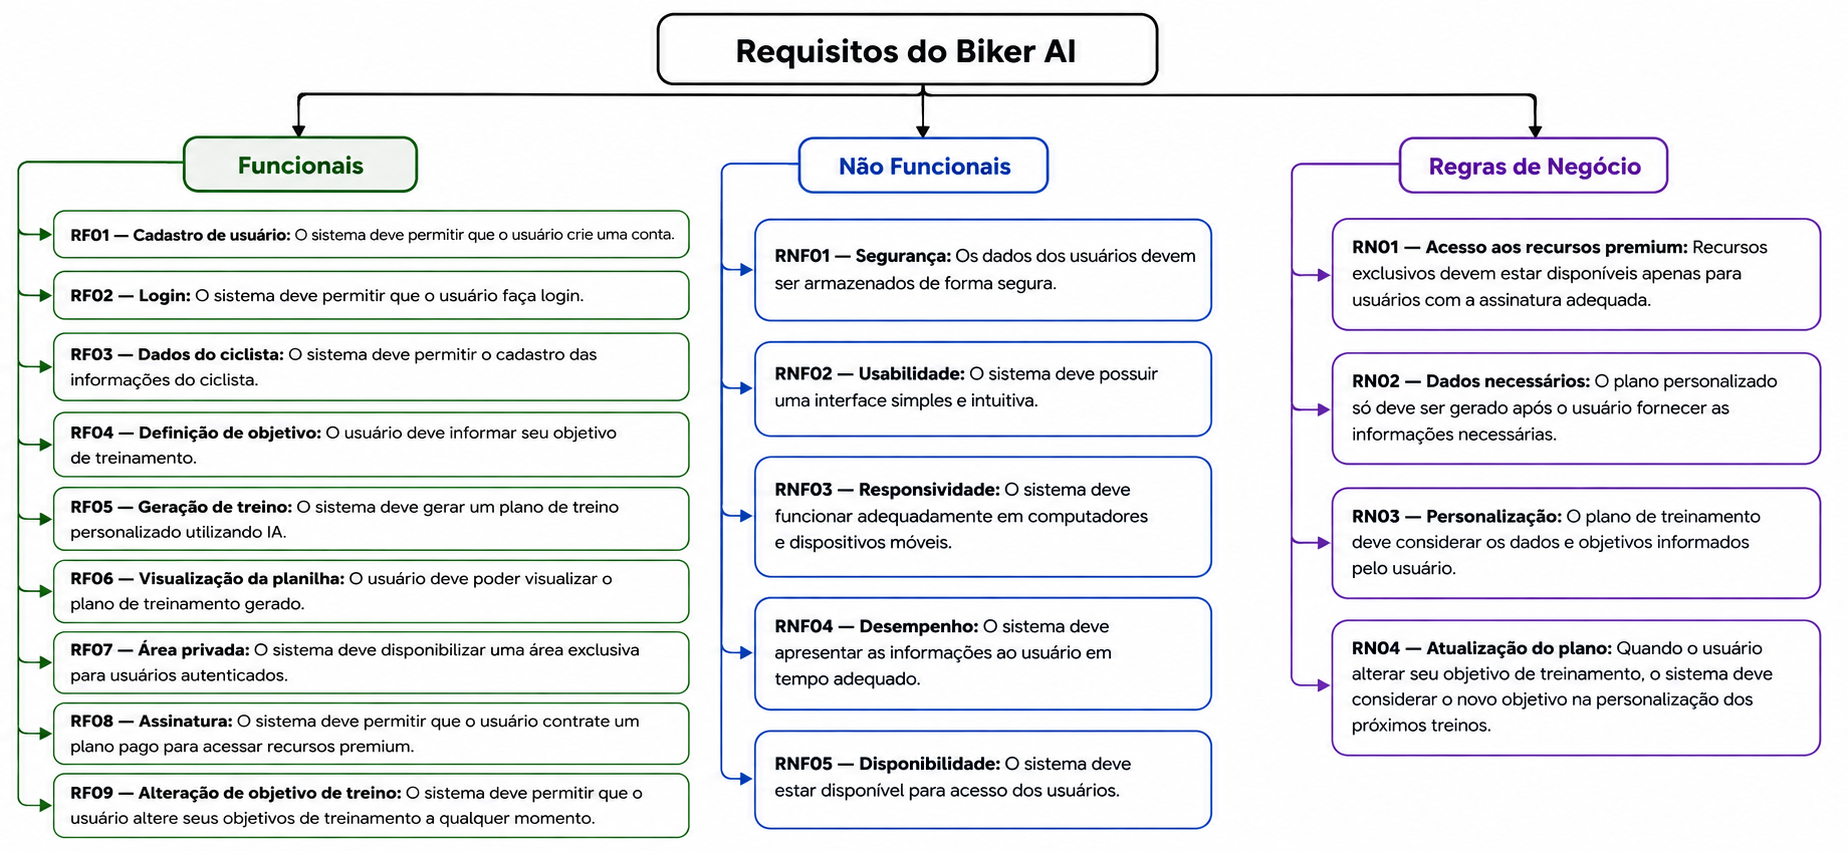 Requisitos do Biker AI
Funcionais
RF01 — Cadastro de usuário: O sistema deve permitir que o usuário crie uma conta.
RF02 — Login: O sistema deve permitir que o usuário faça login.
RF03 — Dados do ciclista: O sistema deve permitir o cadastro das
informações do ciclista.
RF04 — Definição de objetivo: O usuário deve informar seu objetivo
de treinamento.
RF05 — Geração de treino: O sistema deve gerar um plano de treino
personalizado utilizando IA.
RF06 — Visualização da planilha: O usuário deve poder visualizar o
plano de treinamento gerado.
RF07 — Área privada: O sistema deve disponibilizar uma área exclusiva
para usuários autenticados.
RF08 — Assinatura: O sistema deve permitir que o usuário contrate um
plano pago para acessar recursos premium.
RF09 — Alteração de objetivo de treino: O sistema deve permitir que o
usuário altere seus objetivos de treinamento a qualquer momento.
Não Funcionais
RNF01 — Segurança: Os dados dos usuários devem
ser armazenados de forma segura.
RNF02 — Usabilidade: O sistema deve possuir
uma interface simples e intuitiva.
RNF03 — Responsividade: O sistema deve
funcionar adequadamente em computadores
e dispositivos móveis.
RNF04 — Desempenho: O sistema deve
apresentar as informações ao usuário em
tempo adequado.
RNF05 — Disponibilidade: O sistema deve
estar disponível para acesso dos usuários.
Regras de Negócio
RN01 — Acesso aos recursos premium: Recursos
exclusivos devem estar disponíveis apenas para
usuários com a assinatura adequada.
RN02 — Dados necessários: O plano personalizado
só deve ser gerado após o usuário fornecer as
informações necessárias.
RN03 — Personalização: O plano de treinamento
deve considerar os dados e objetivos informados
pelo usuário.
RN04 — Atualização do plano: Quando o usuário
alterar seu objetivo de treinamento, o sistema deve
considerar o novo objetivo na personalização dos
próximos treinos.